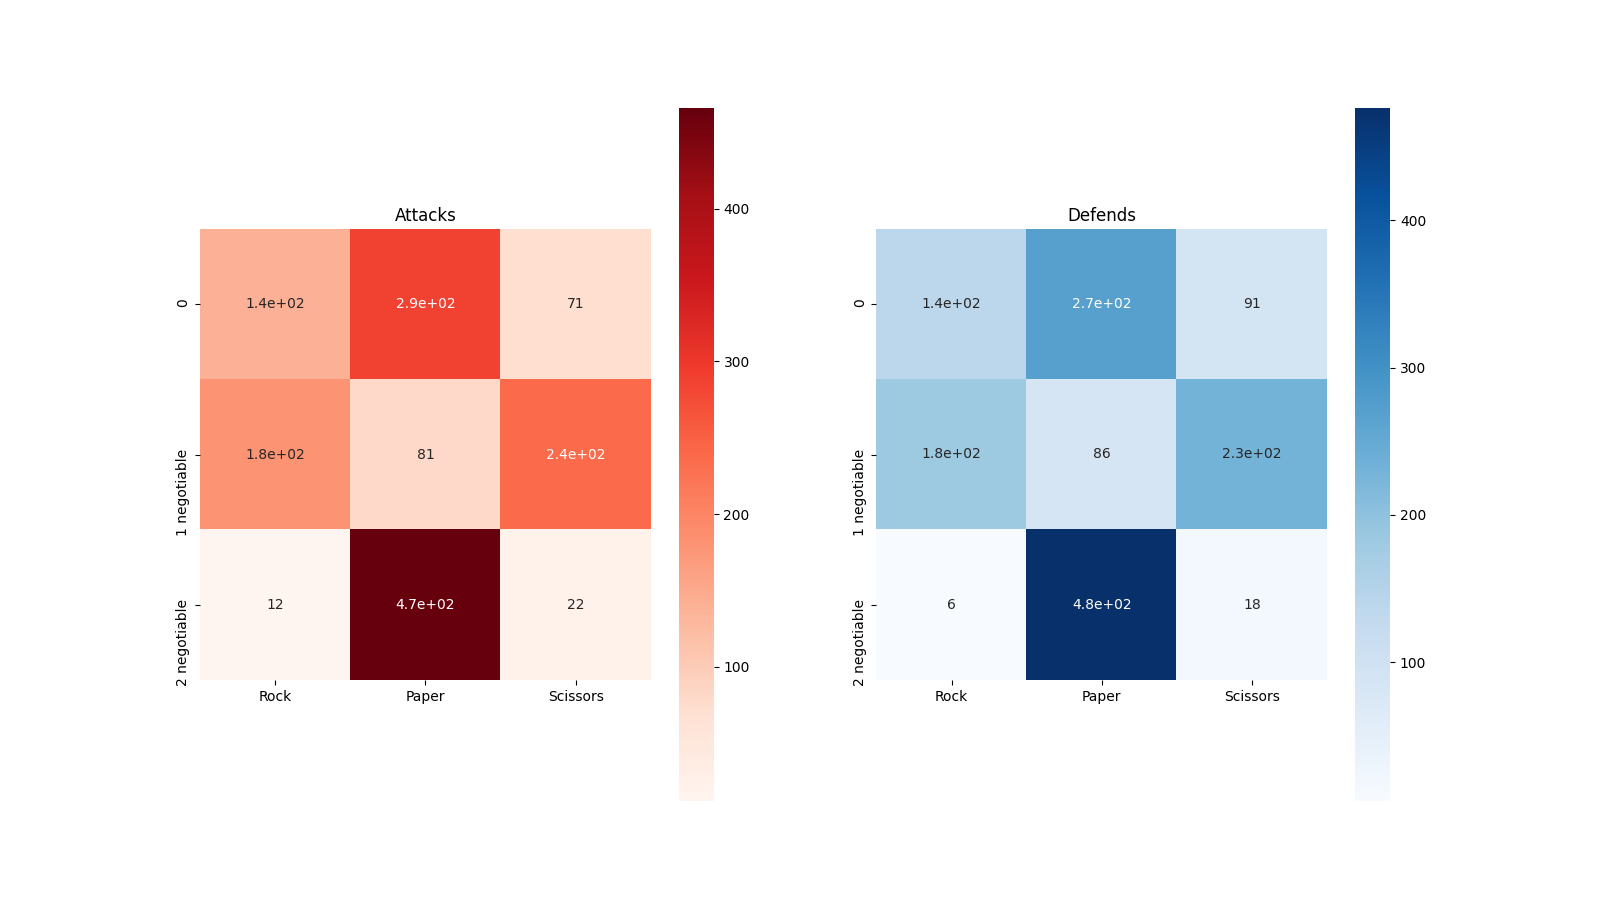 Attacks
0
1.4e+02
2.9e+02
71
1 negotiable
1.8e+02
81
2.4e+02
2 negotiable
12
4.7e+02
22
Rock
Paper
Scissors
400
300
200
100
Defends
0
1.4e+02
2.7e+02
91
1 negotiable
1.8e+02
86
2.3e+02
2 negotiable
6
4.8e+02
18
Rock
Paper
Scissors
400
300
200
100